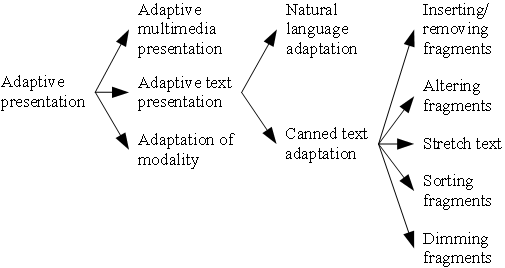 Adaptive
presentation
Adaptive
multimedia
presentation
Adaptive text
presentation
Adaptation of
modality
Natural
language
adaptation
Canned text
adaptation
Inserting/
removing
fragments
Altering
fragments
Stretch text
Sorting
fragments
Dimming
fragments